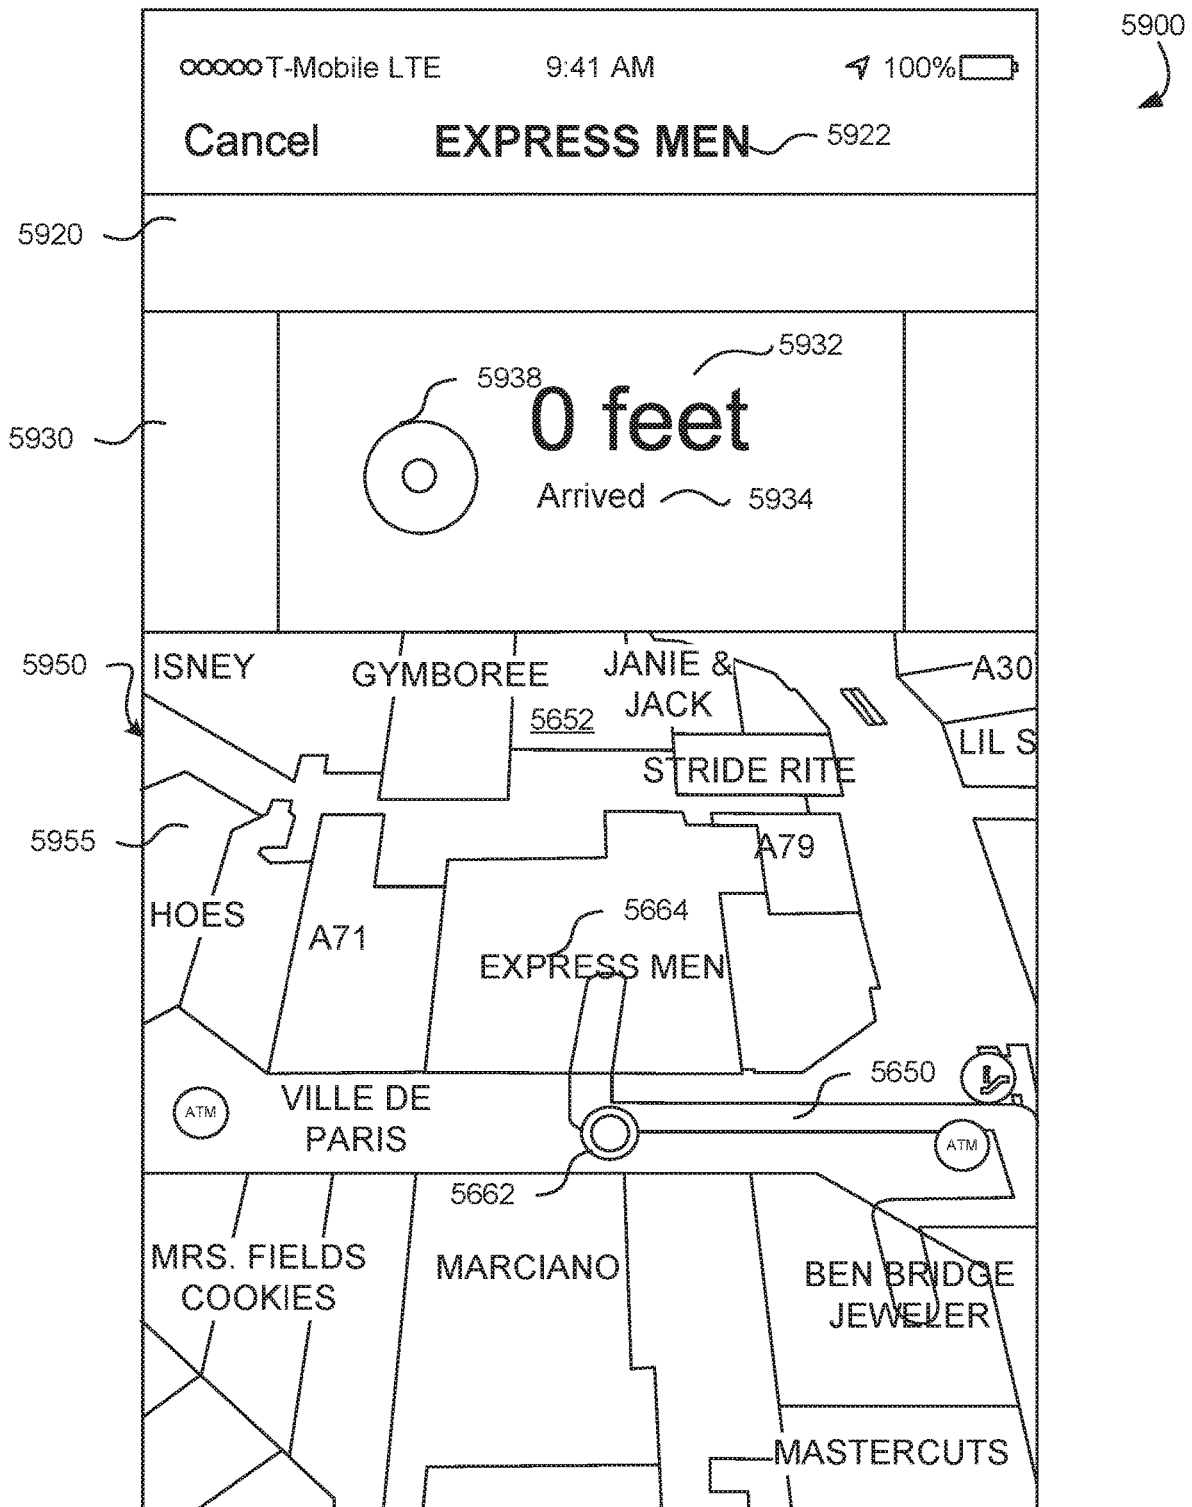 5900
T-Mobile LTE 9:41 AM 100%
Cancel EXPRESS MEN 5922
5920
5932
5938
0 feet
5930
Arrived 5934
5950
ISNEY
GYMBOREE
JANIE &
JACK
A30
5652
LIL S
STRIDE RITE
5955
A79
HOES
A71
5664
EXPRESS MEN
5650
ATM
VILLE DE
PARIS
ATM
5662
MRS. FIELDS
COOKIES
MARCIANO
BEN BRIDGE
JEWELER
MASTERCUTS